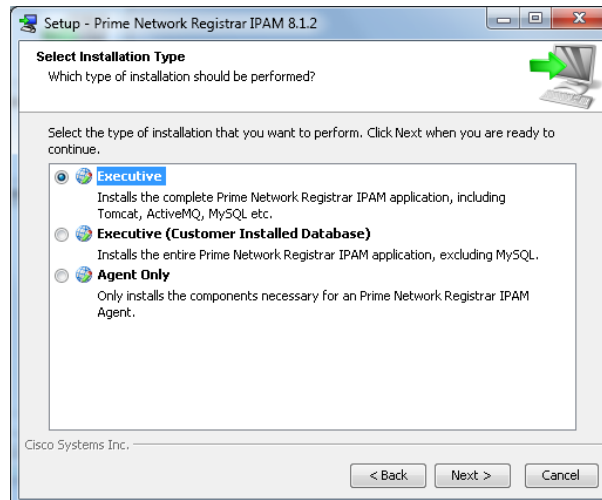 Setup - Prime Network Registrar IPAM 8.1.2
Select Installation Type
Which type of installation should be performed?
Select the type of installation that you want to perform. Click Next when you are ready to
continue.
Executive
Installs the complete Prime Network Registrar IPAM application, including
Tomcat, ActiveMQ, MySQL etc.
Executive (Customer Installed Database)
Installs the entire Prime Network Registrar IPAM application, excluding MySQL.
Agent Only
Only installs the components necessary for an Prime Network Registrar IPAM
Agent.
Cisco Systems Inc.
< Back
Next >
Cancel